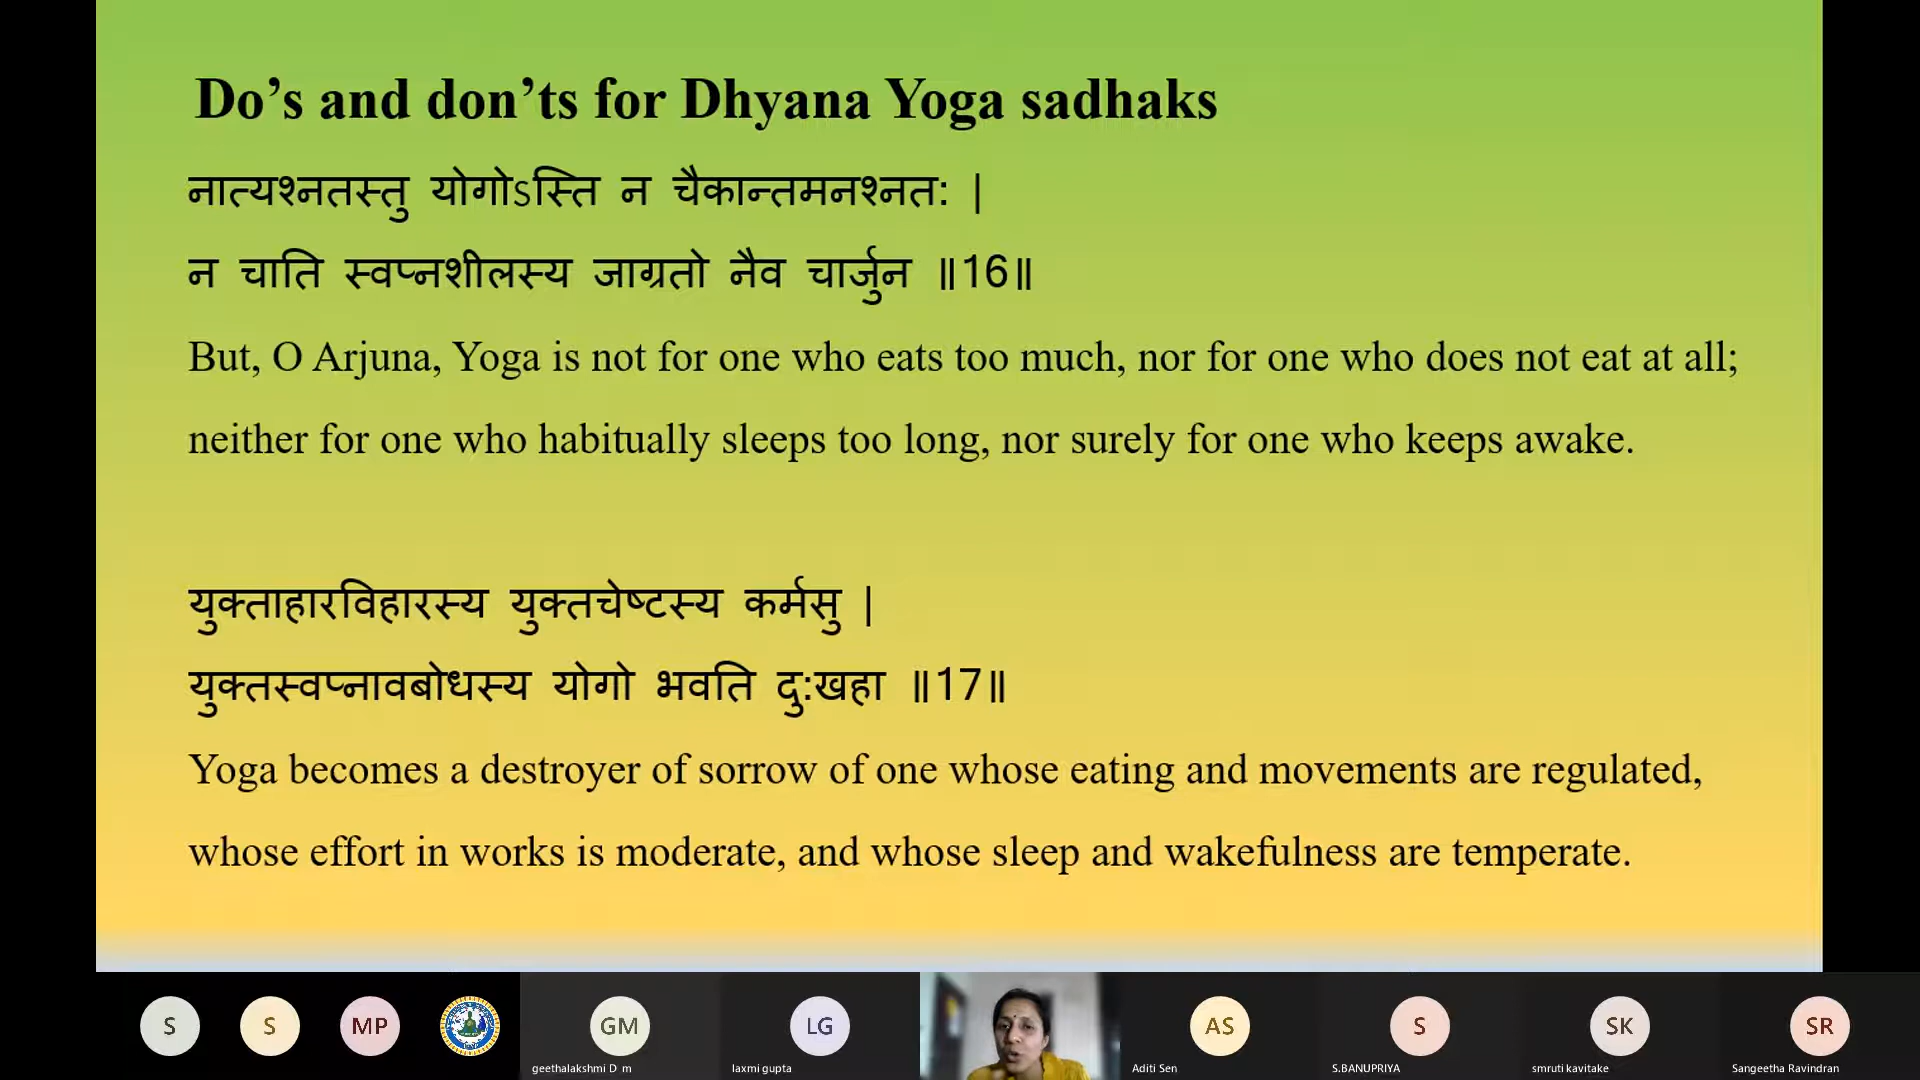 Do’s and don’ts for Dhyana Yoga sadhaks
नात्यश्नतस्तु योगोऽस्ति न चैकान्तमनश्नत: |
न चाति स्वप्नशीलस्य जाग्रतो नैव चार्जुन ॥16॥
But, O Arjuna, Yoga is not for one who eats too much, nor for one who does not eat at all;
neither for one who habitually sleeps too long, nor surely for one who keeps awake.
युक्ताहारविहारस्य युक्तचेष्टस्य कर्मसु |
युक्तस्वप्नावबोधस्य योगो भवति दु:खहा ॥17॥
Yoga becomes a destroyer of sorrow of one whose eating and movements are regulated,
whose effort in works is moderate, and whose sleep and wakefulness are temperate.
S S MP GM LG AS S SK SR
geethalakshmi D m laxmi gupta Aditi Sen S.BANUPRIYA smruti kavitake Sangeetha Ravindran